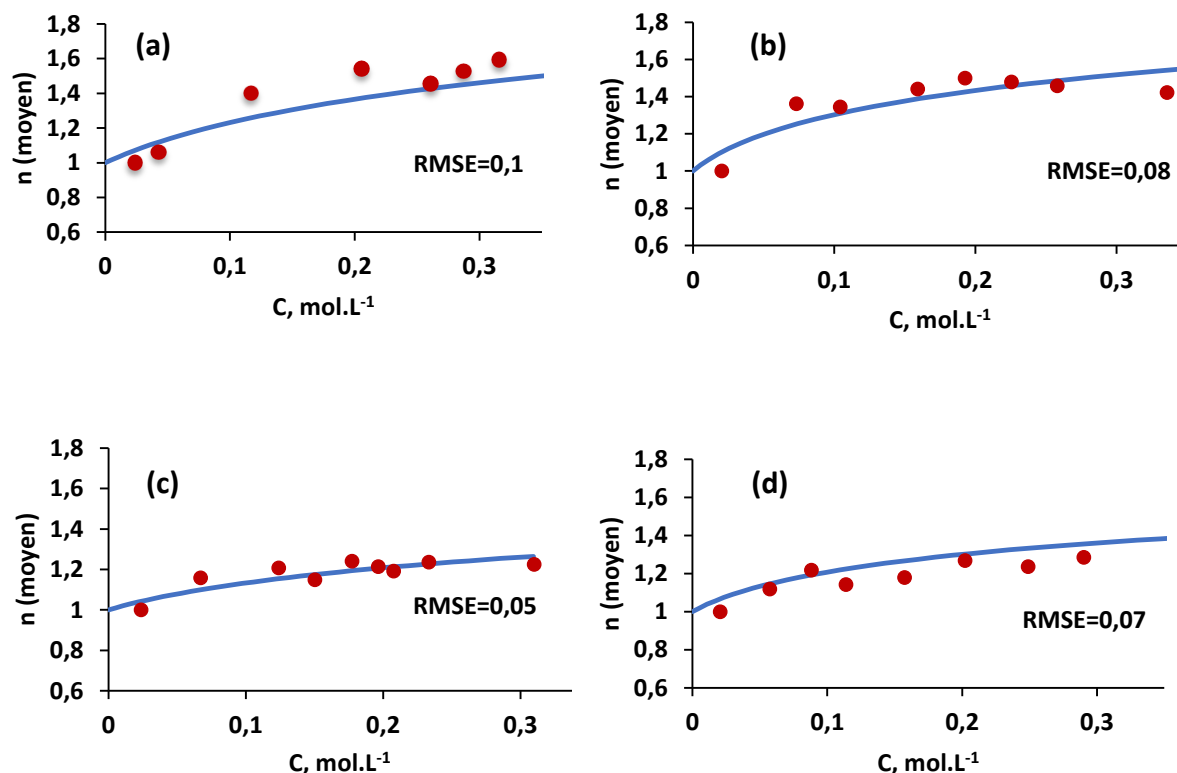 (a)
n (moyen)
1,8
1,6
1,4
1,2
1
0,8
0,6
RMSE=0,1
0 0,1 0,2 0,3
C, mol.L⁻¹
(b)
n (moyen)
1,8
1,6
1,4
1,2
1
0,8
0,6
RMSE=0,08
0 0,1 0,2 0,3
C, mol.L⁻¹
(c)
n (moyen)
1,8
1,6
1,4
1,2
1
0,8
0,6
RMSE=0,05
0 0,1 0,2 0,3
C, mol.L⁻¹
(d)
n (moyen)
1,8
1,6
1,4
1,2
1
0,8
0,6
RMSE=0,07
0 0,1 0,2 0,3
C, mol.L⁻¹